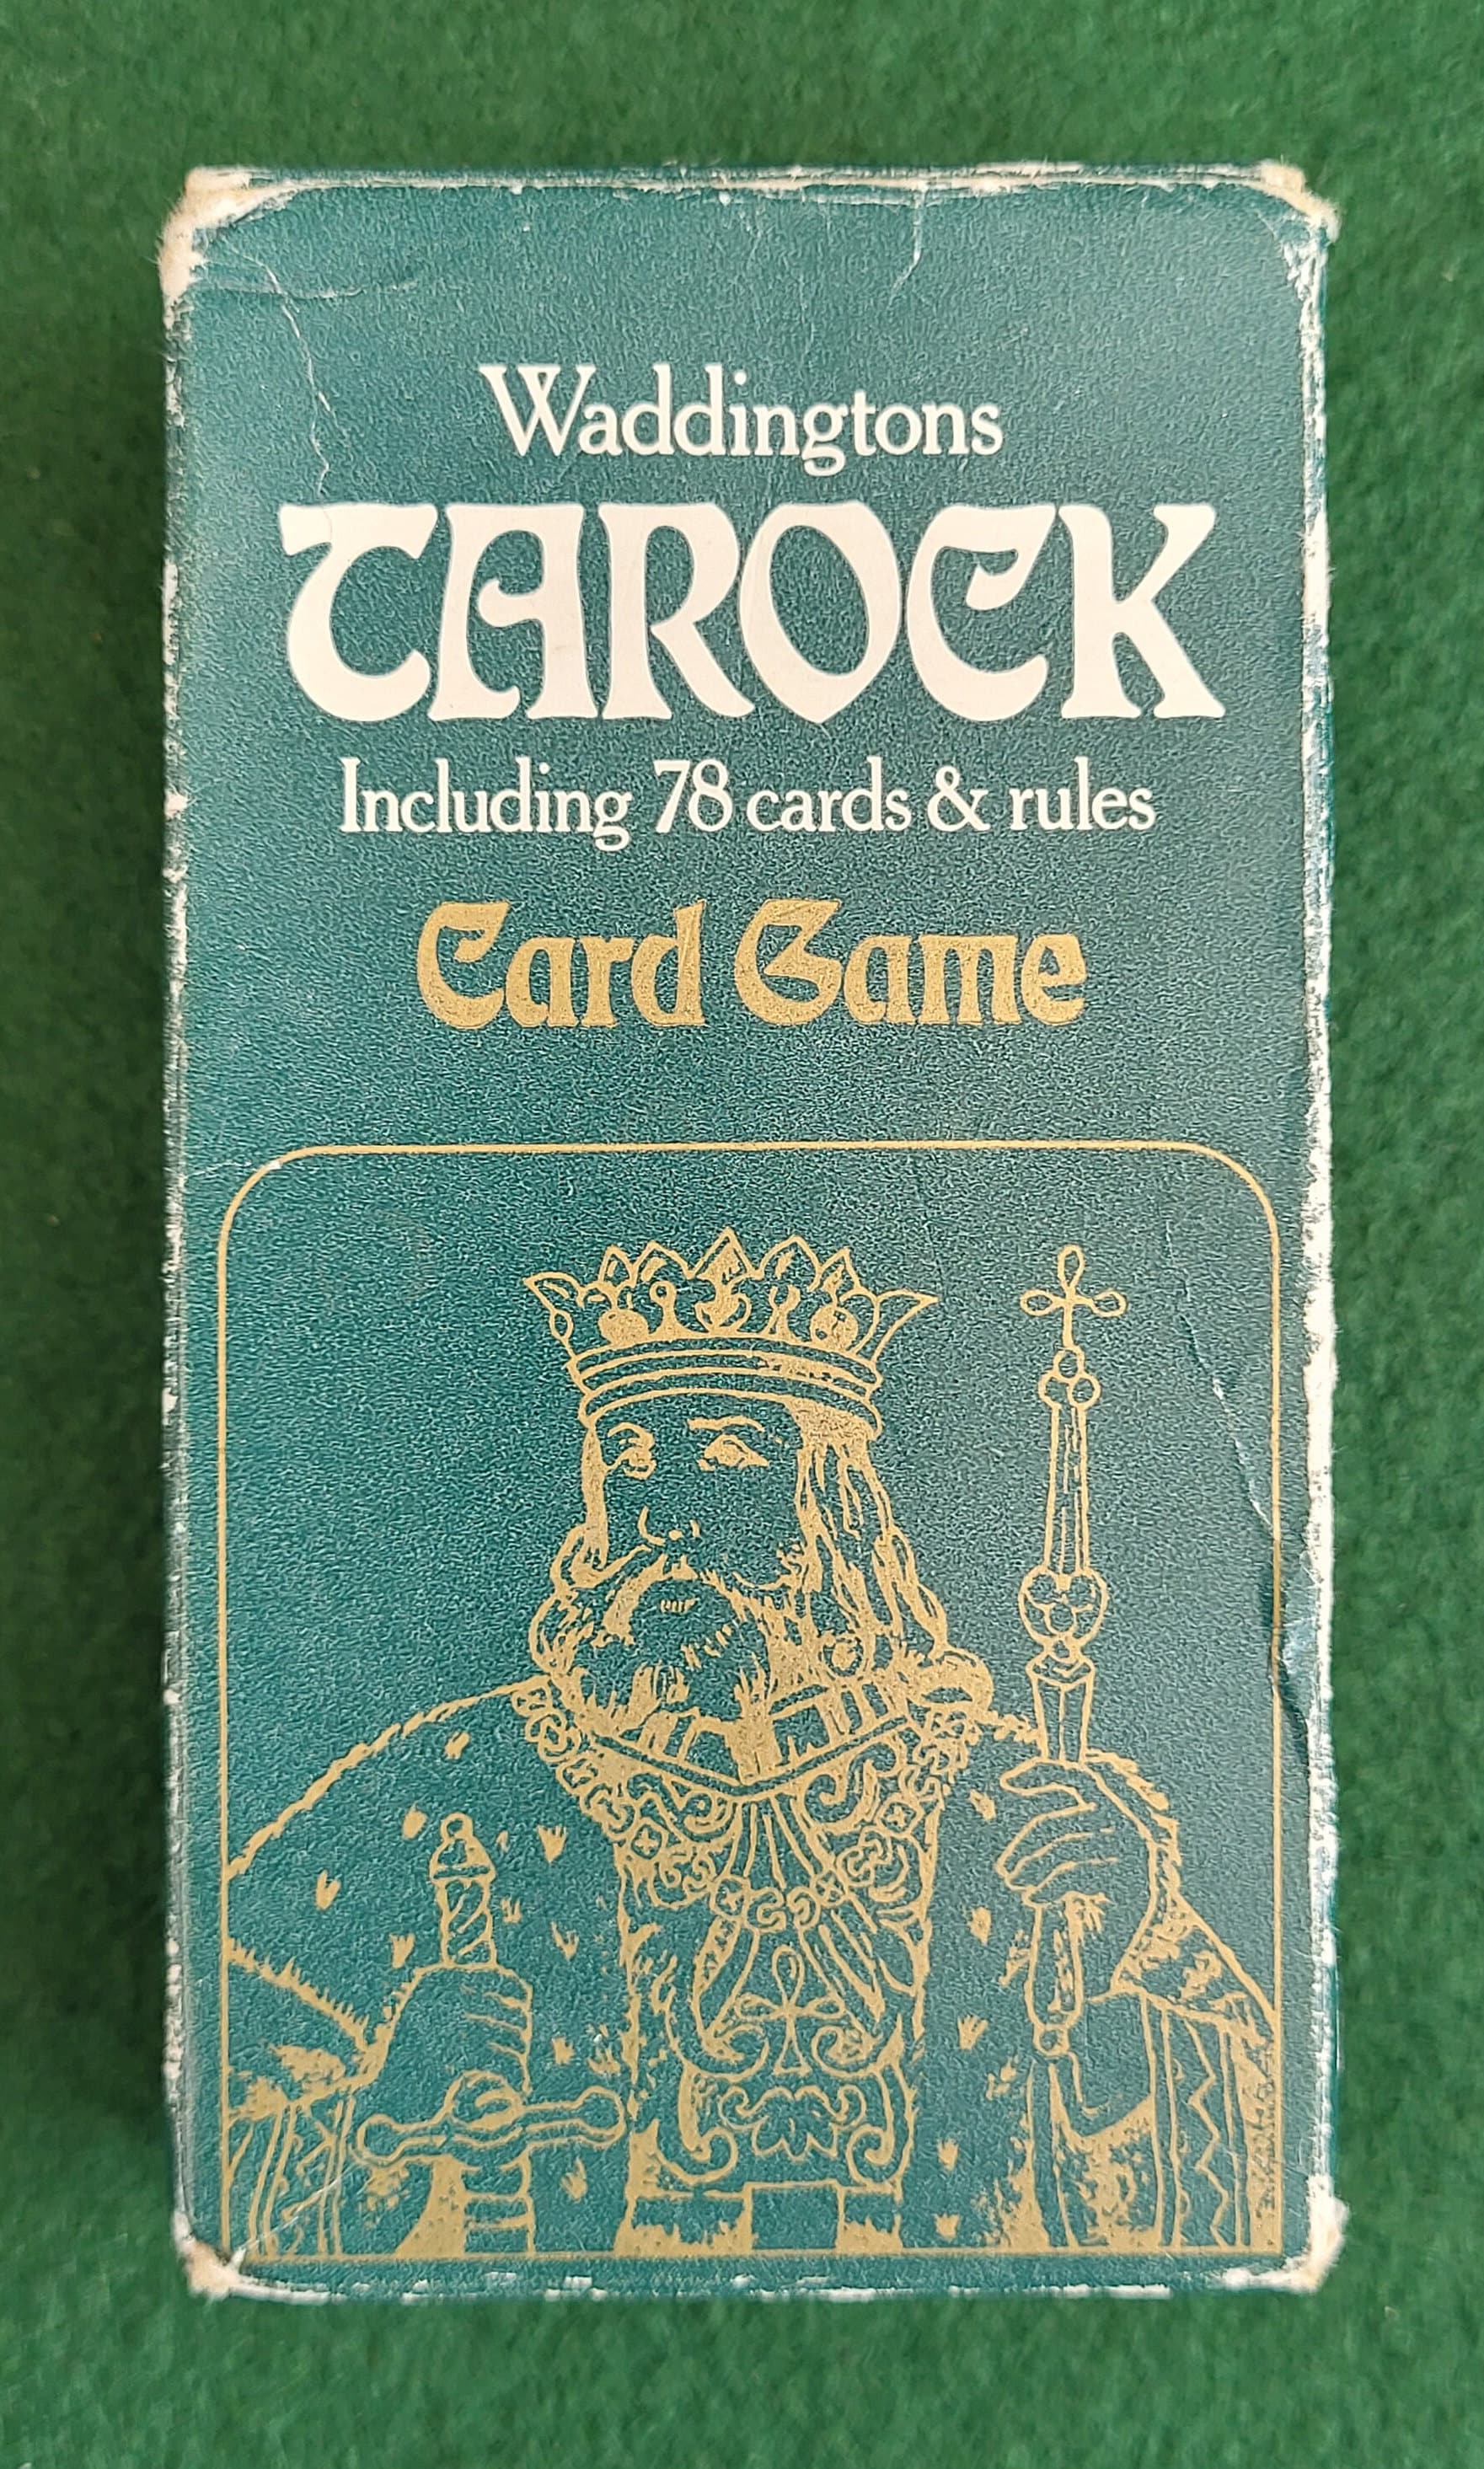 Waddingtons
TAROCK
Including 78 cards & rules
Card Game